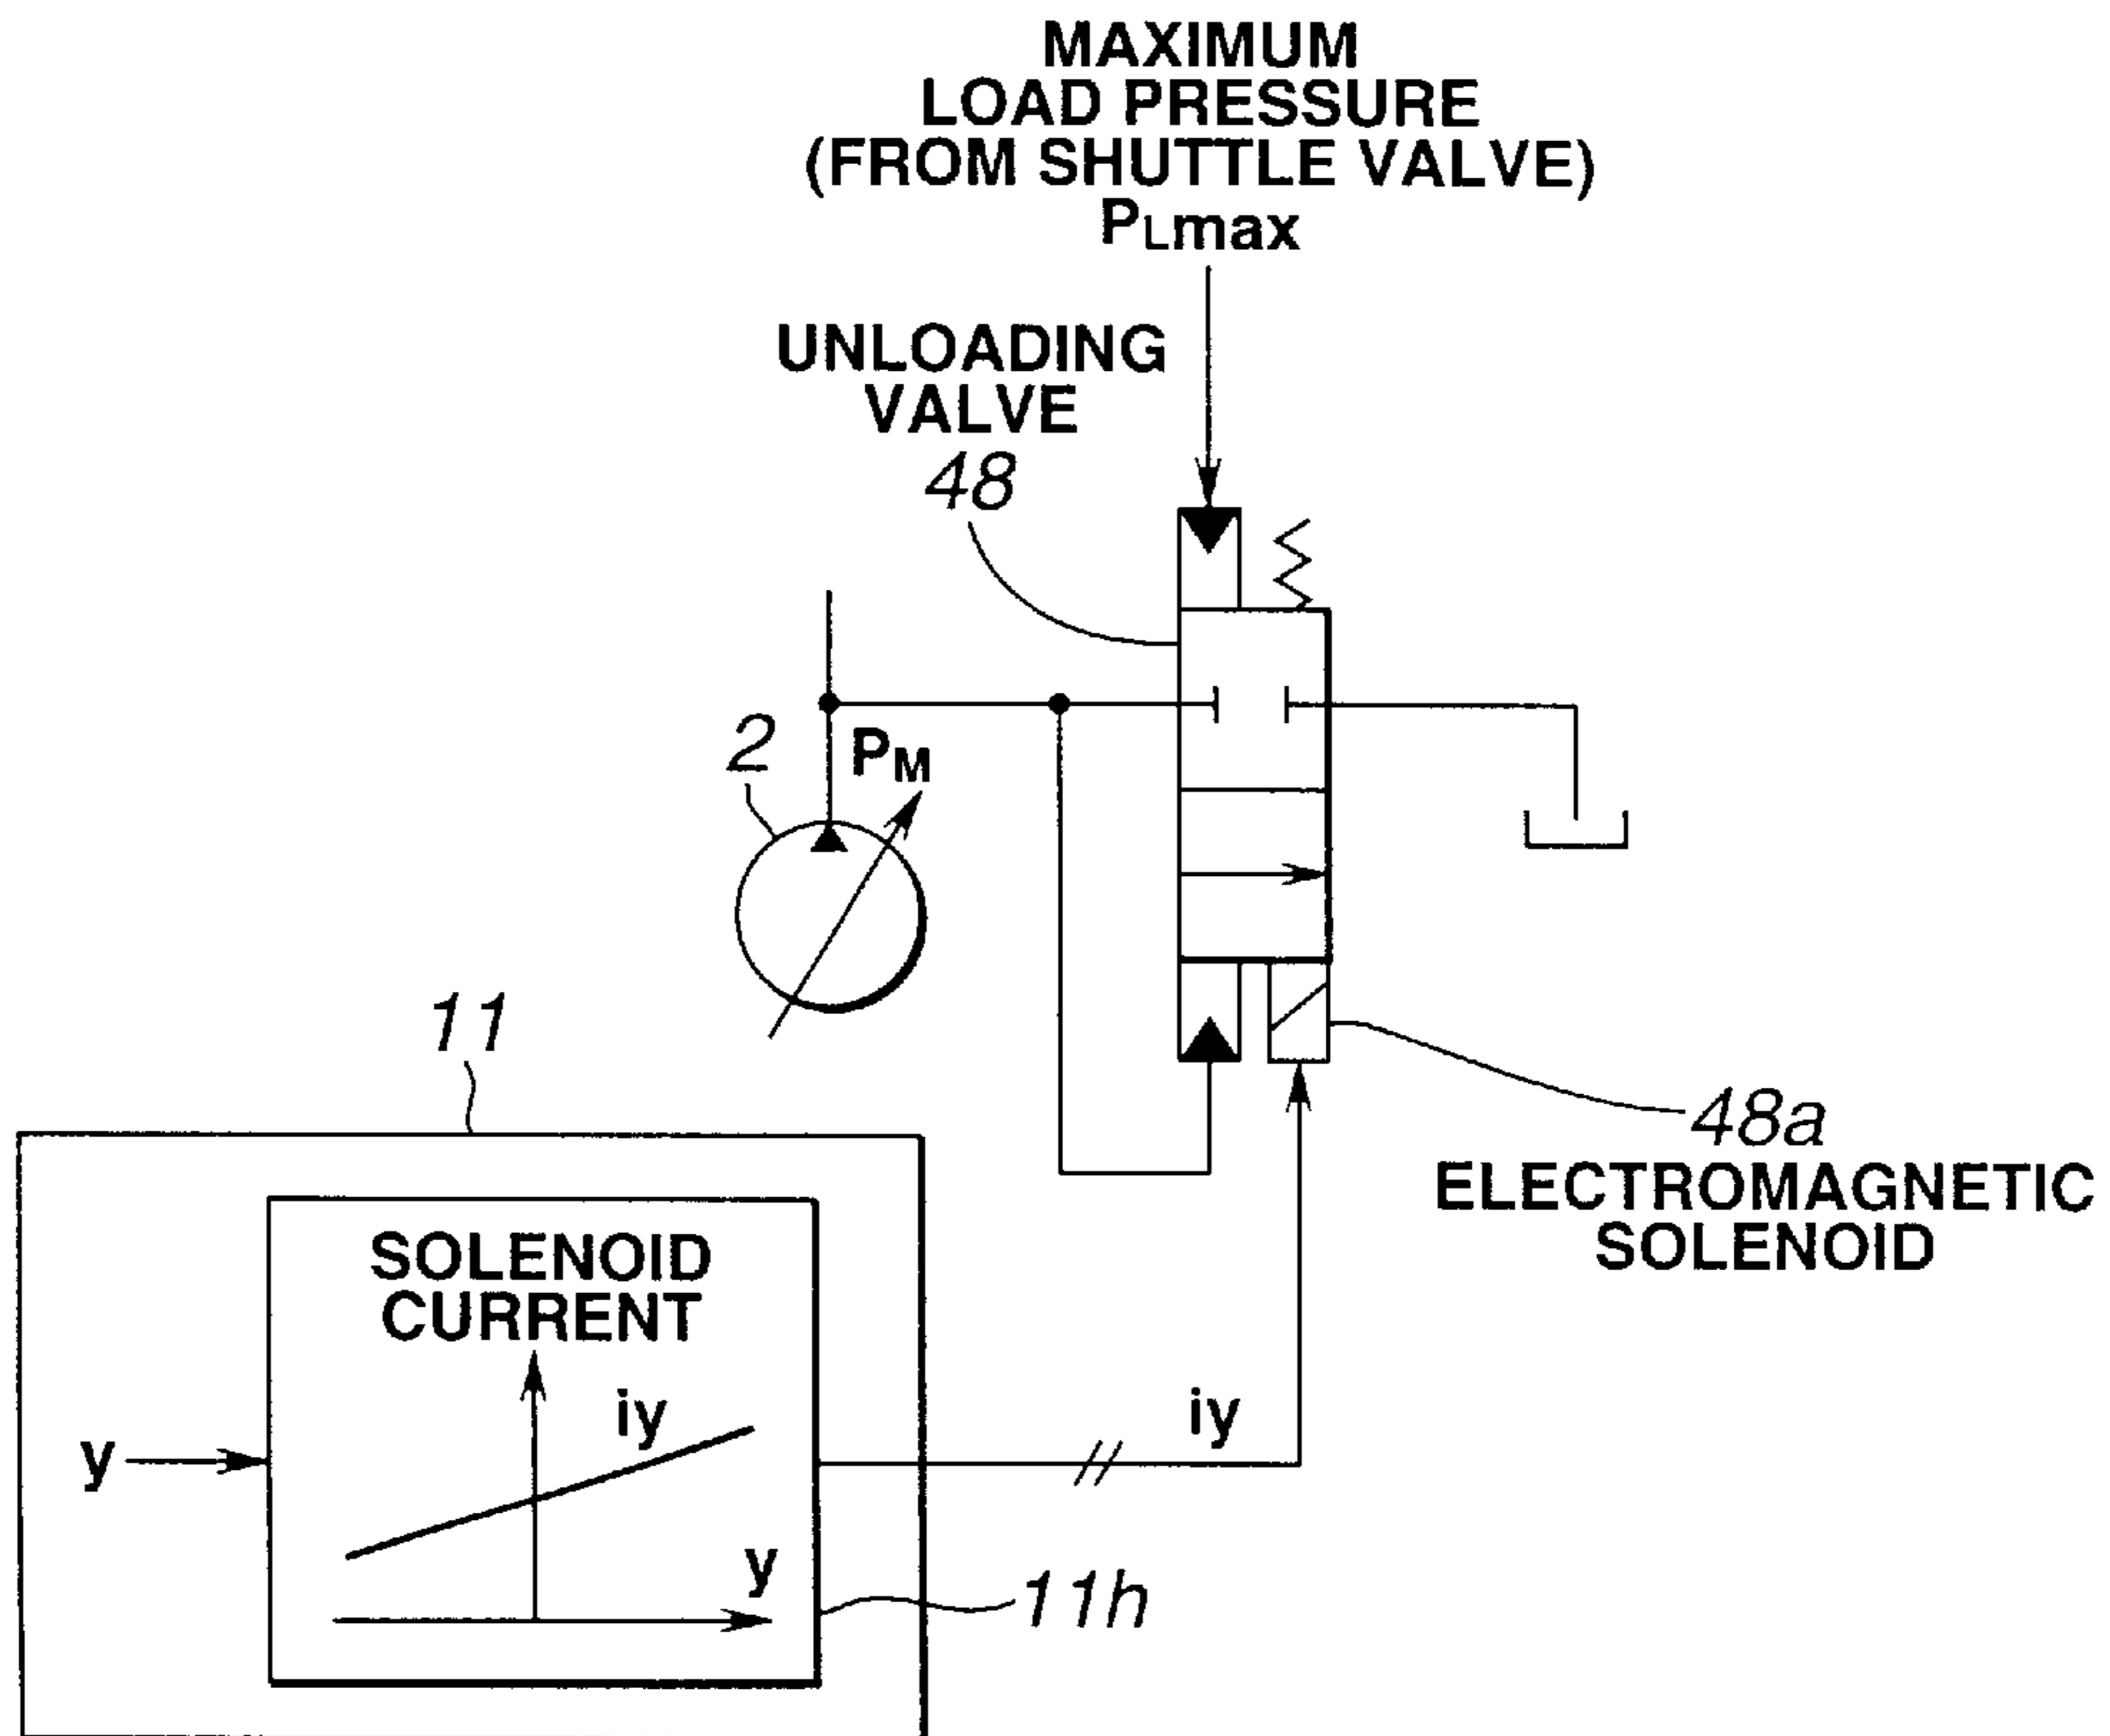 MAXIMUM
LOAD PRESSURE
(FROM SHUTTLE VALVE)
PLmax
UNLOADING
VALVE
48
2
PM
11
48a
ELECTROMAGNETIC
SOLENOID
SOLENOID
CURRENT
iy
iy
y
y
11h